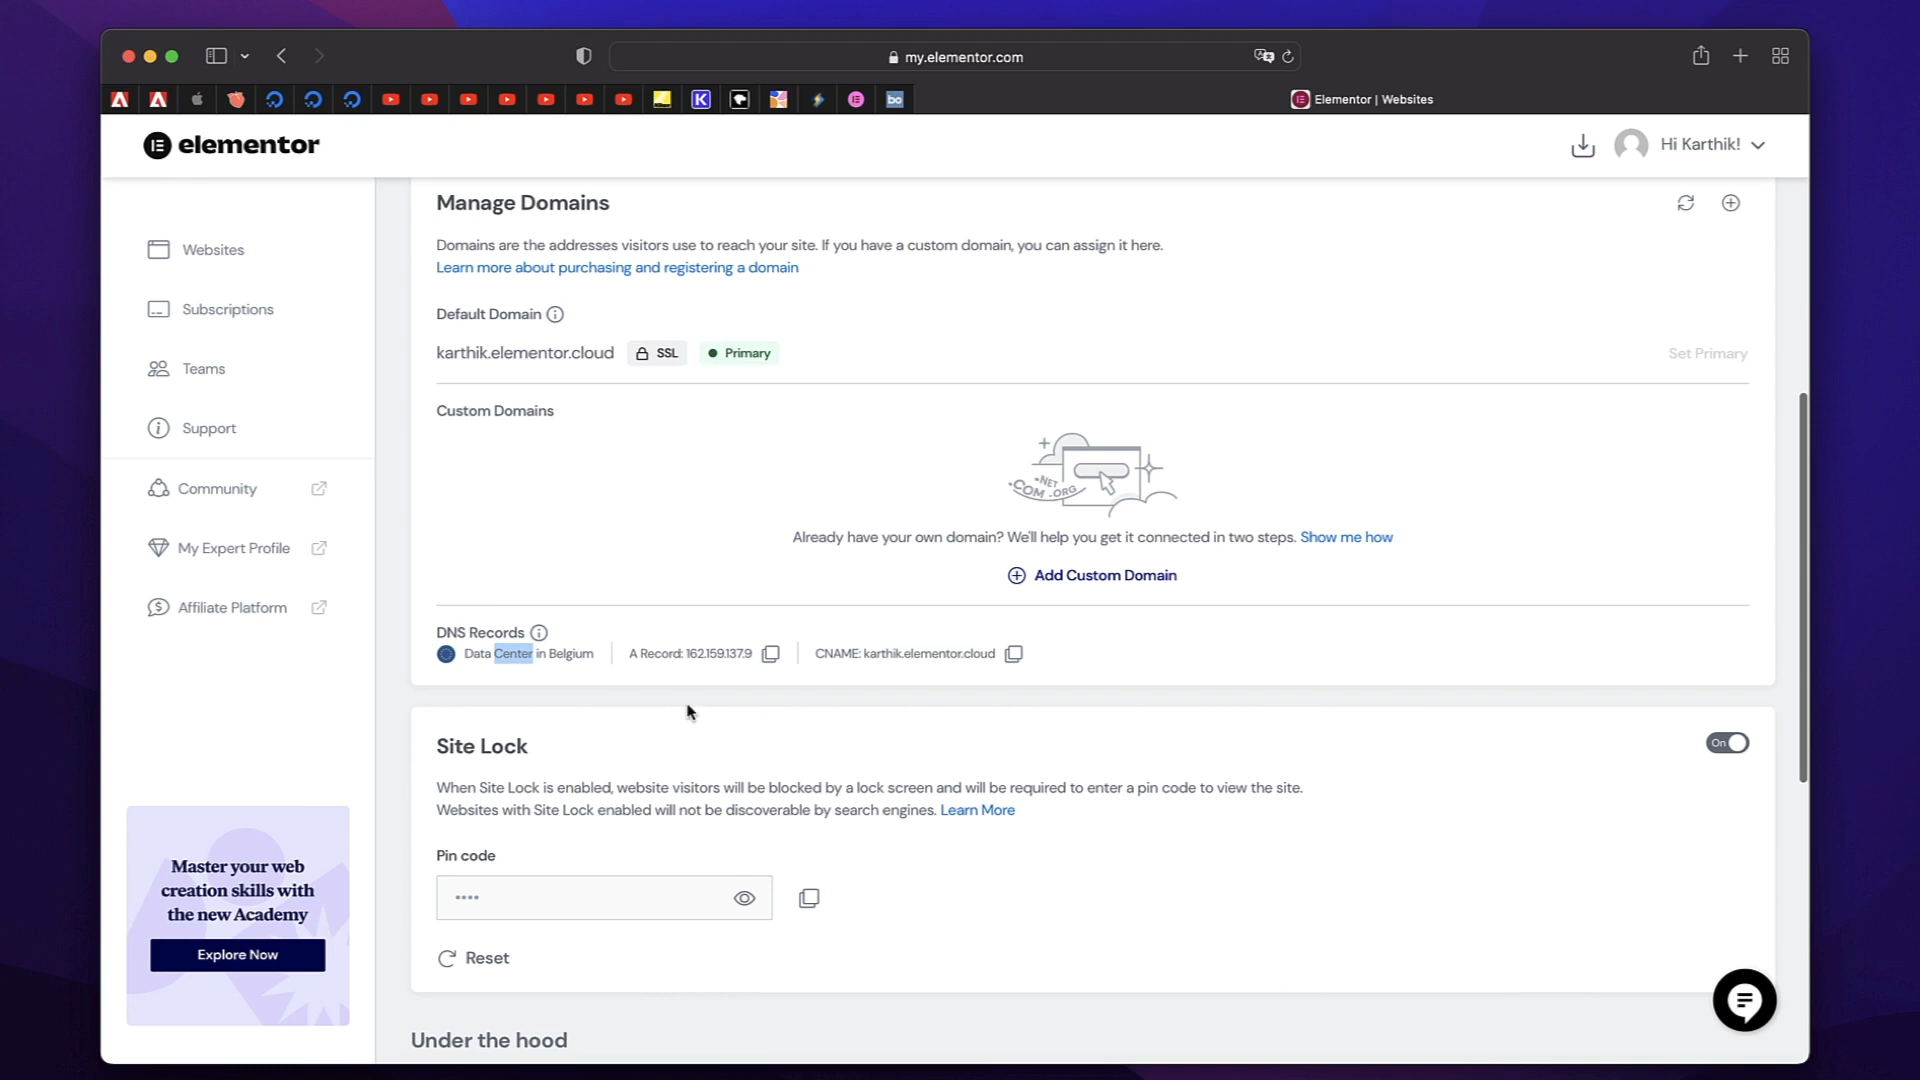 my.elementor.com
Elementor | Websites
elementor
Hi Karthik!
Websites
Subscriptions
Teams
Support
Community
My Expert Profile
Affiliate Platform
Master your web
creation skills with
the new Academy
Explore Now
Manage Domains
Domains are the addresses visitors use to reach your site. If you have a custom domain, you can assign it here.
Learn more about purchasing and registering a domain
Default Domain
karthik.elementor.cloud SSL Primary Set Primary
Custom Domains
.NET
.COM .ORG
Already have your own domain? We'll help you get it connected in two steps. Show me how
Add Custom Domain
DNS Records
Data Center in Belgium A Record: 162.159.137.9 CNAME: karthik.elementor.cloud
Site Lock
On
When Site Lock is enabled, website visitors will be blocked by a lock screen and will be required to enter a pin code to view the site.
Websites with Site Lock enabled will not be discoverable by search engines. Learn More
Pin code
••••
Reset
Under the hood